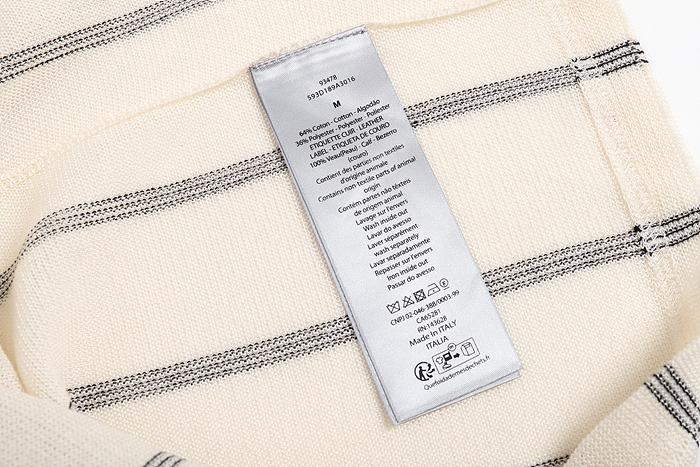 93478
593D189A3016
M
64% Coton - Cotton - Algodão
36% Polyester - Polyester - Poliester
ETIQUETTE CUIR - LEATHER
LABEL - ETIQUETA DE COURO
100% Veau(Peau) - Calf - Bezerro
(couro)
Contient des parties non textiles
d'origine animale
Contains non textile parts of animal
origin
Contém partes não têxteis
de origem animal
Lavage sur l'envers
Wash inside out
Lavar do avesso
Laver séparément
wash separately
Lavar separadamente
Repasser sur l'envers
Iron inside out
Passar do avesso
CNPJ 02-046-388/0003-99
CA65281
RN:143628
Made in ITALY
ITALIA
Quefaireademesdechets.fr